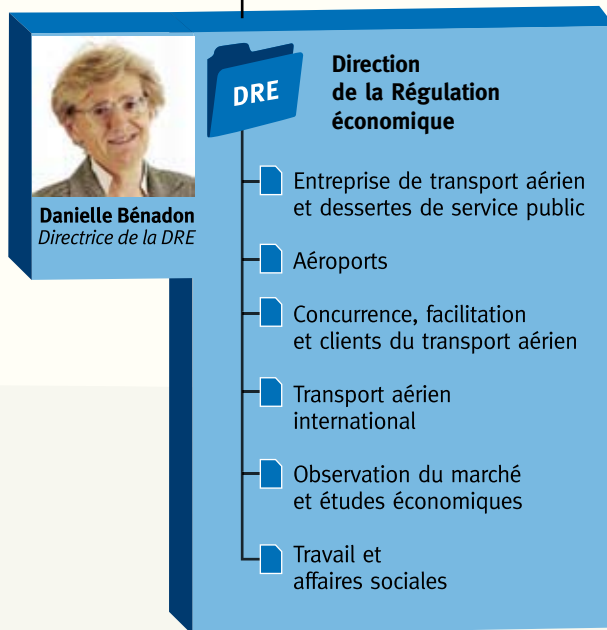 DRE
Direction
de la Régulation
économique
Danielle Bénadon
Directrice de la DRE
Entreprise de transport aérien
et dessertes de service public
Aéroports
Concurrence, facilitation
et clients du transport aérien
Transport aérien
international
Observation du marché
et études économiques
Travail et
affaires sociales